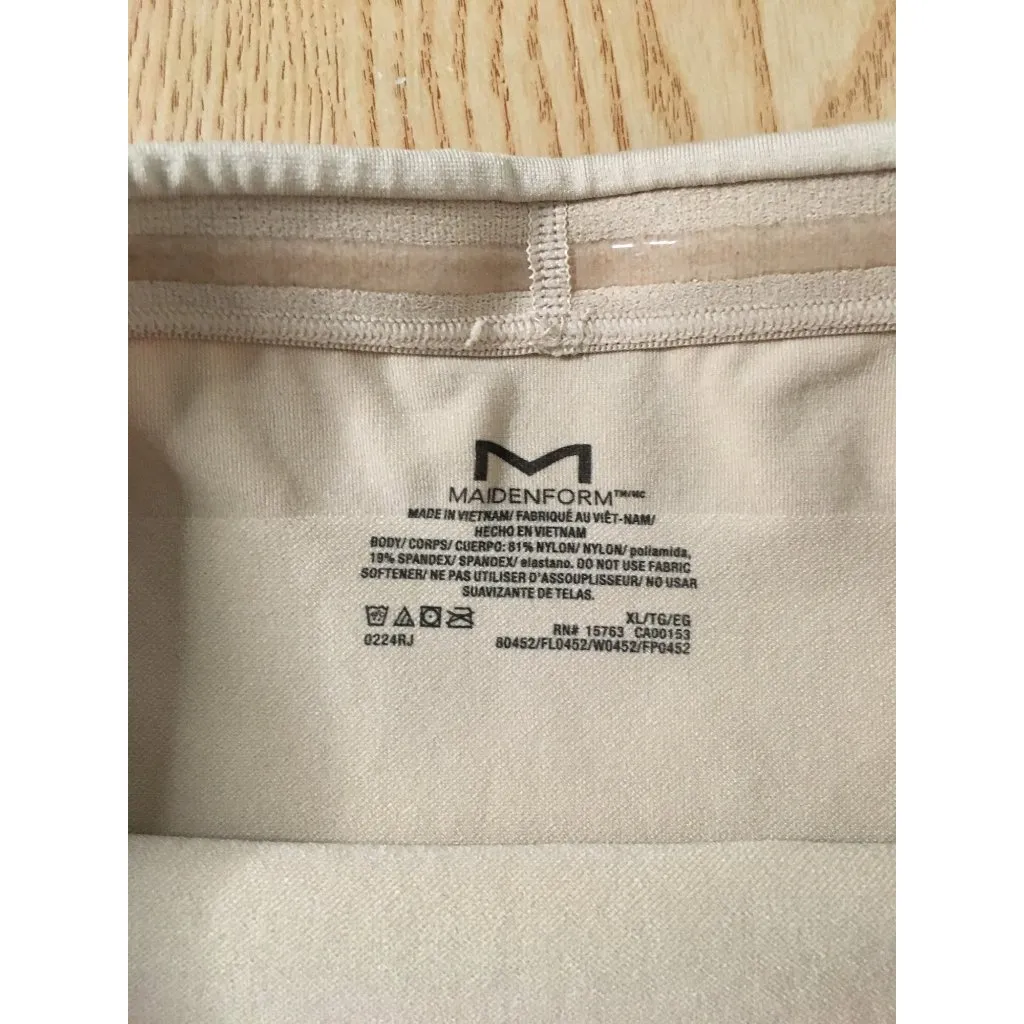 M
MAIDENFORM™/MC
MADE IN VIETNAM/ FABRIQUÉ AU VIÊT-NAM/
HECHO EN VIETNAM
BODY/ CORPS/ CUERPO: 81% NYLON/ NYLON/ poliamida,
19% SPANDEX/ SPANDEX/ elastano. DO NOT USE FABRIC
SOFTENER/ NE PAS UTILISER D'ASSOUPLISSEUR/ NO USAR
SUAVIZANTE DE TELAS.
XL/TG/EG
RN# 15763 CA00153
0224RJ 80452/FL0452/W0452/FP0452